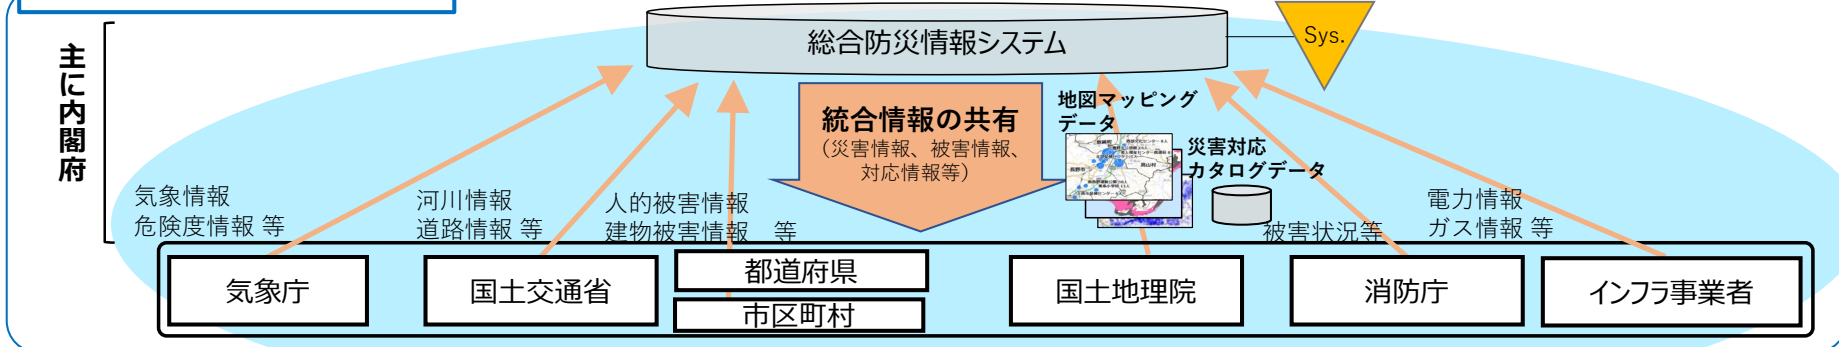 総合防災情報システム
Sys.
主に内閣府
統合情報の共有
（災害情報、被害情報、
対応情報等）
地図マッピング
データ
災害対応
カタログデータ
気象情報
危険度情報 等
河川情報
道路情報 等
人的被害情報
建物被害情報　等
被害状況等
電力情報
ガス情報 等
気象庁
国土交通省
都道府県
市区町村
国土地理院
消防庁
インフラ事業者